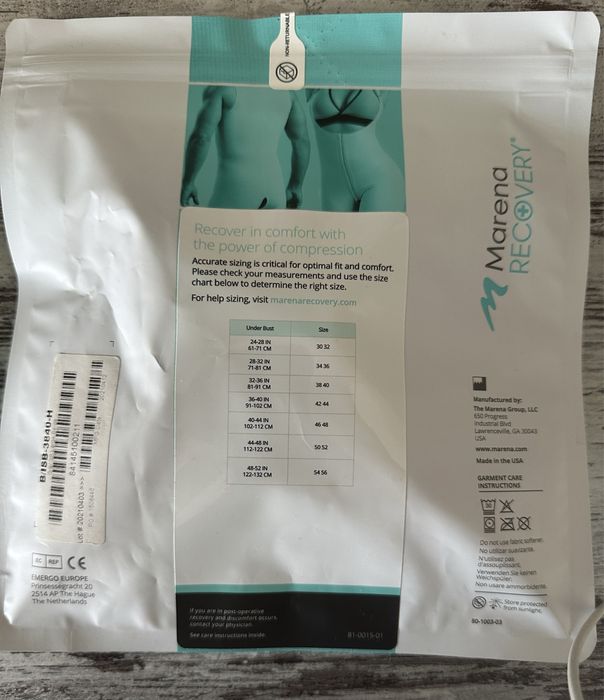 NON-RETURNABLE
Marena
RECOVERY®
Recover in comfort with
the power of compression
Accurate sizing is critical for optimal fit and comfort.
Please check your measurements and use the size
chart below to determine the right size.
For help sizing, visit marenarecovery.com
Under Bust Size
24-28 IN
61-71 CM
30 32
28-32 IN
71-81 CM
34 36
32-36 IN
81-91 CM
38 40
36-40 IN
91-102 CM
42 44
40-44 IN
102-112 CM
46 48
44-48 IN
112-122 CM
50 52
48-52 IN
122-132 CM
54 56
If you are in post-operative
recovery and discomfort occurs
contact your physician.
See care instructions inside.
81-0015-01
B/ISB-3840-H
84145100211
Lot # 20210403 >>>
EC REP CE
EMERGO EUROPE
Prinsessegracht 20
2514 AP The Hague
The Netherlands
Manufactured by:
The Marena Group, LLC
650 Progress
Industrial Blvd
Lawrenceville, GA 30043
USA
www.marena.com
Made in the USA
GARMENT CARE
INSTRUCTIONS
Do not use fabric softener.
No utilizar suavizante.
N'utilisez pas
d'assouplissant.
Verwenden Sie keinen
Weichspüler.
Non usare ammorbidente.
Store protected
from sunlight.
80-1003-03